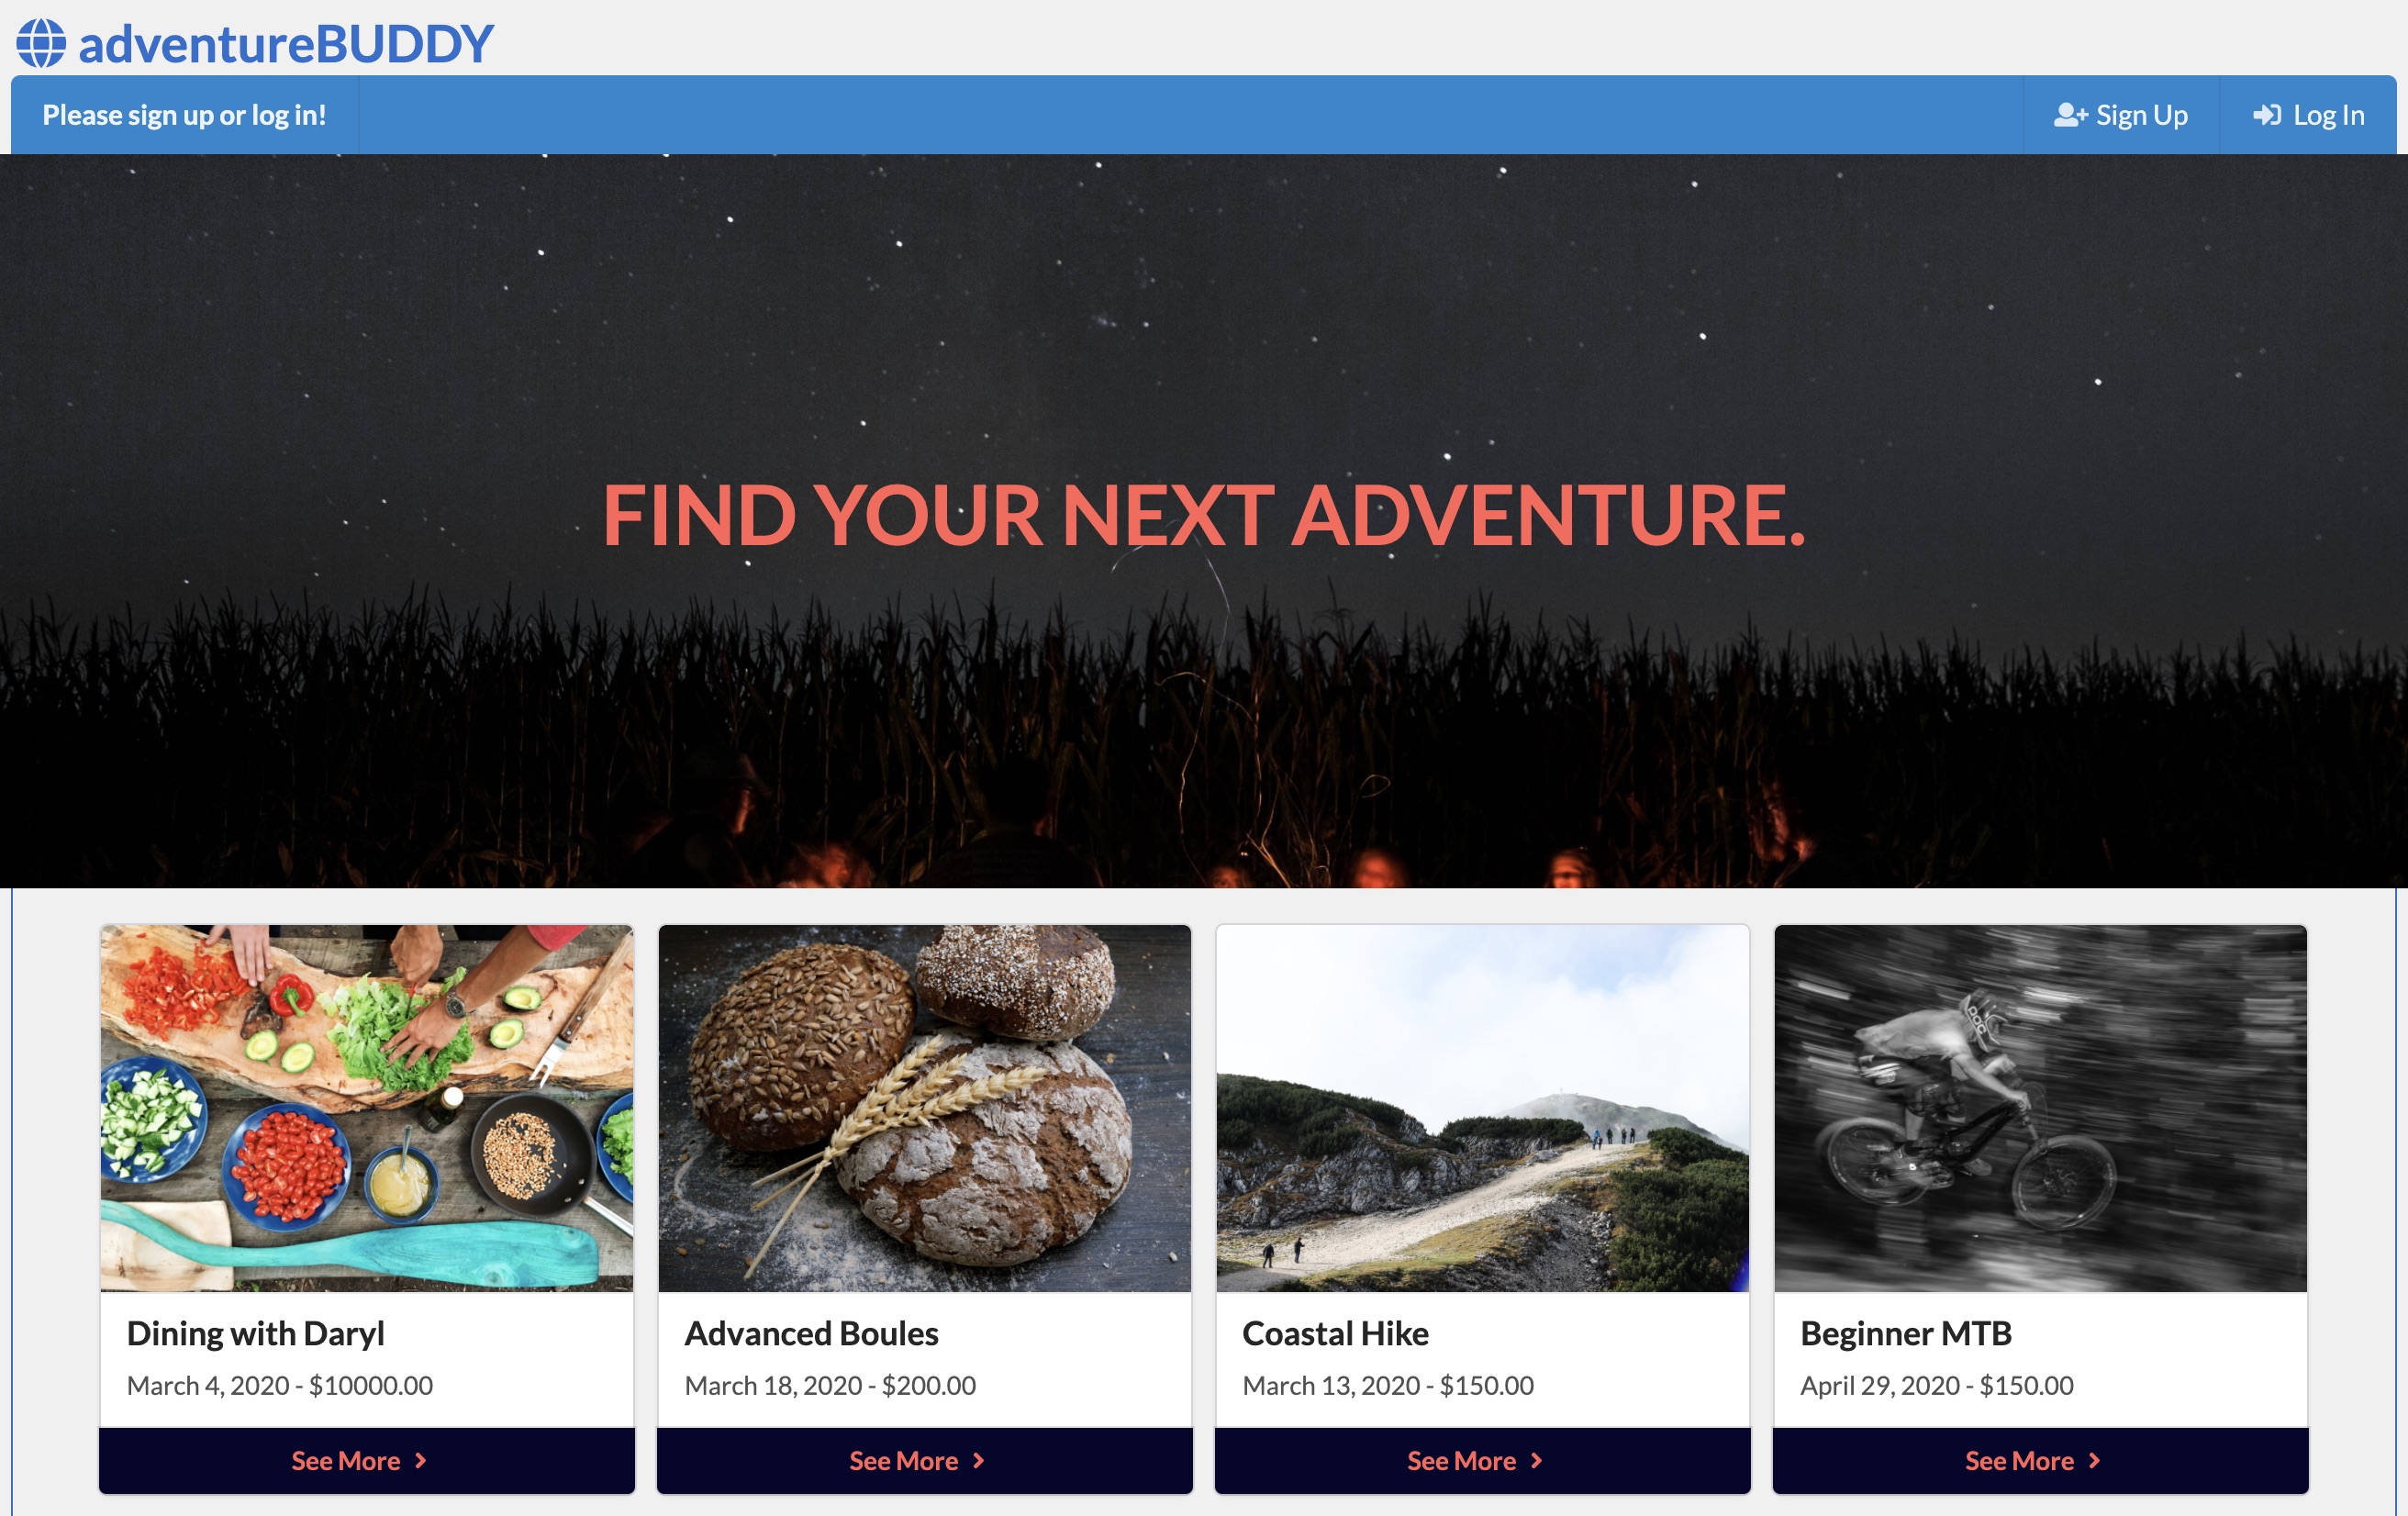 adventureBUDDY
Please sign up or log in!
Sign Up
Log In
FIND YOUR NEXT ADVENTURE.
POC
Dining with Daryl
March 4, 2020 - $10000.00
See More
Advanced Boules
March 18, 2020 - $200.00
See More
Coastal Hike
March 13, 2020 - $150.00
See More
Beginner MTB
April 29, 2020 - $150.00
See More